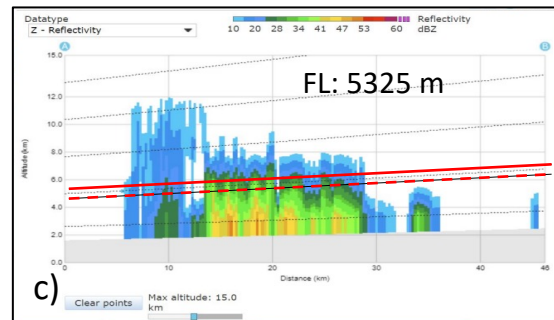 Datatype
Z - Reflectivity
10 20 28 34 41 47 53 60 Reflectivity
dBZ
A B
FL: 5325 m
15.0
10.0
8.0
6.0
4.0
2.0
0.0
Altitude (km)
0 10 20 30 40 46
Distance (km)
c)
Clear points
Max altitude: 15.0
km